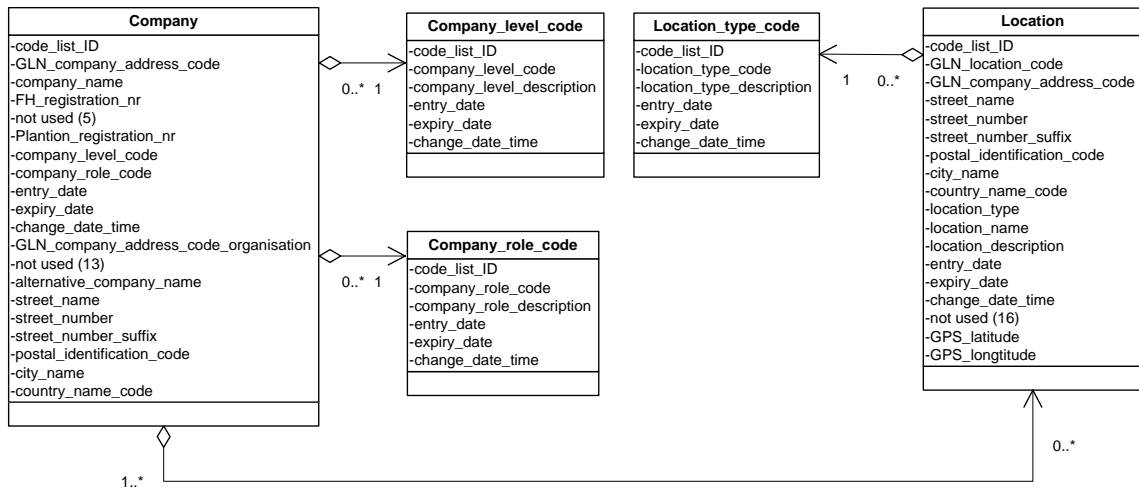 Company
-code_list_ID
-GLN_company_address_code
-company_name
-FH_registration_nr
-not used (5)
-Plantion_registration_nr
-company_level_code
-company_role_code
-entry_date
-expiry_date
-change_date_time
-GLN_company_address_code_organisation
-not used (13)
-alternative_company_name
-street_name
-street_number
-street_number_suffix
-postal_identification_code
-city_name
-country_name_code
0..* 1
Company_level_code
-code_list_ID
-company_level_code
-company_level_description
-entry_date
-expiry_date
-change_date_time
0..* 1
Company_role_code
-code_list_ID
-company_role_code
-company_role_description
-entry_date
-expiry_date
-change_date_time
Location_type_code
-code_list_ID
-location_type_code
-location_type_description
-entry_date
-expiry_date
-change_date_time
1 0..*
Location
-code_list_ID
-GLN_location_code
-GLN_company_address_code
-street_name
-street_number
-street_number_suffix
-postal_identification_code
-city_name
-country_name_code
-location_type
-location_name
-location_description
-entry_date
-expiry_date
-change_date_time
-not used (16)
-GPS_latitude
-GPS_longtitude
1..*
0..*